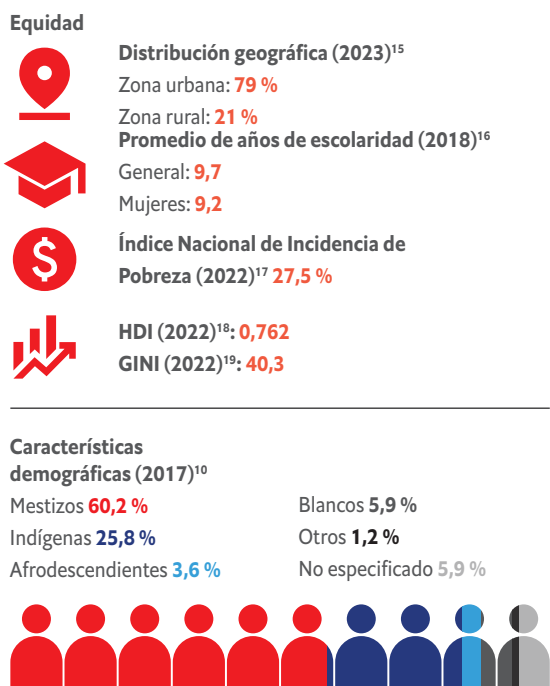 Equidad
Distribución geográfica (2023)15
Zona urbana: 79 %
Zona rural: 21 %
Promedio de años de escolaridad (2018)16
General: 9,7
Mujeres: 9,2
$
Índice Nacional de Incidencia de
Pobreza (2022)17 27,5 %
HDI (2022)18: 0,762
GINI (2022)19: 40,3
Características
demográficas (2017)10
Mestizos 60,2 %
Indígenas 25,8 %
Afrodescendientes 3,6 %
Blancos 5,9 %
Otros 1,2 %
No especificado 5,9 %